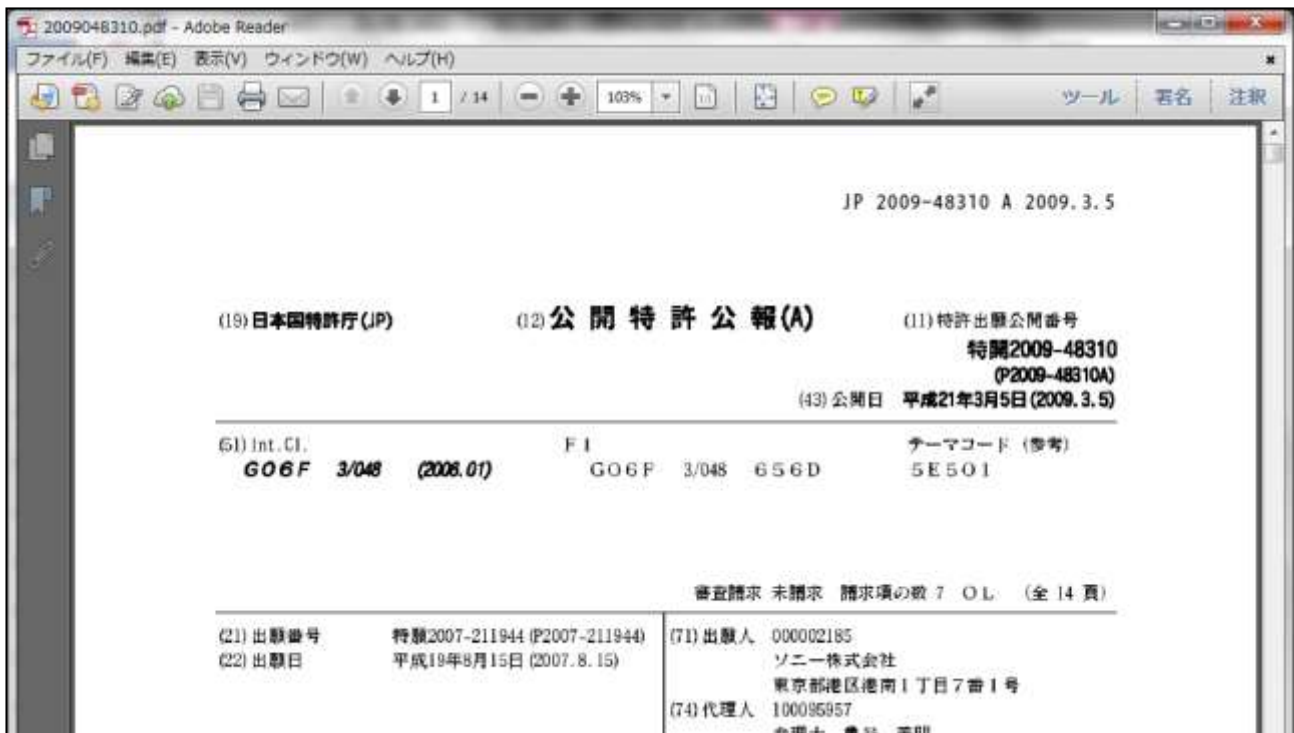 2009048310.pdf - Adobe Reader
ファイル(F) 編集(E) 表示(V) ウィンドウ(W) ヘルプ(H)
1 / 14 103% ツール 署名 注釈
JP 2009-48310 A 2009.3.5
(19) 日本国特許庁(JP) (12) 公開特許公報(A) (11) 特許出願公開番号
特開2009-48310
(P2009-48310A)
(43) 公開日 平成21年3月5日(2009.3.5)
(51) Int.Cl. F I テーマコード (参考)
G06F 3/048 (2006.01) G06F 3/048 656D 5E501
審査請求 未請求 請求項の数 7 OL (全 14 頁)
(21) 出願番号 特願2007-211944 (P2007-211944) (71) 出願人 000002185
(22) 出願日 平成19年8月15日 (2007.8.15) ソニー株式会社
東京都港区港南1丁目7番1号
(74) 代理人 100095957